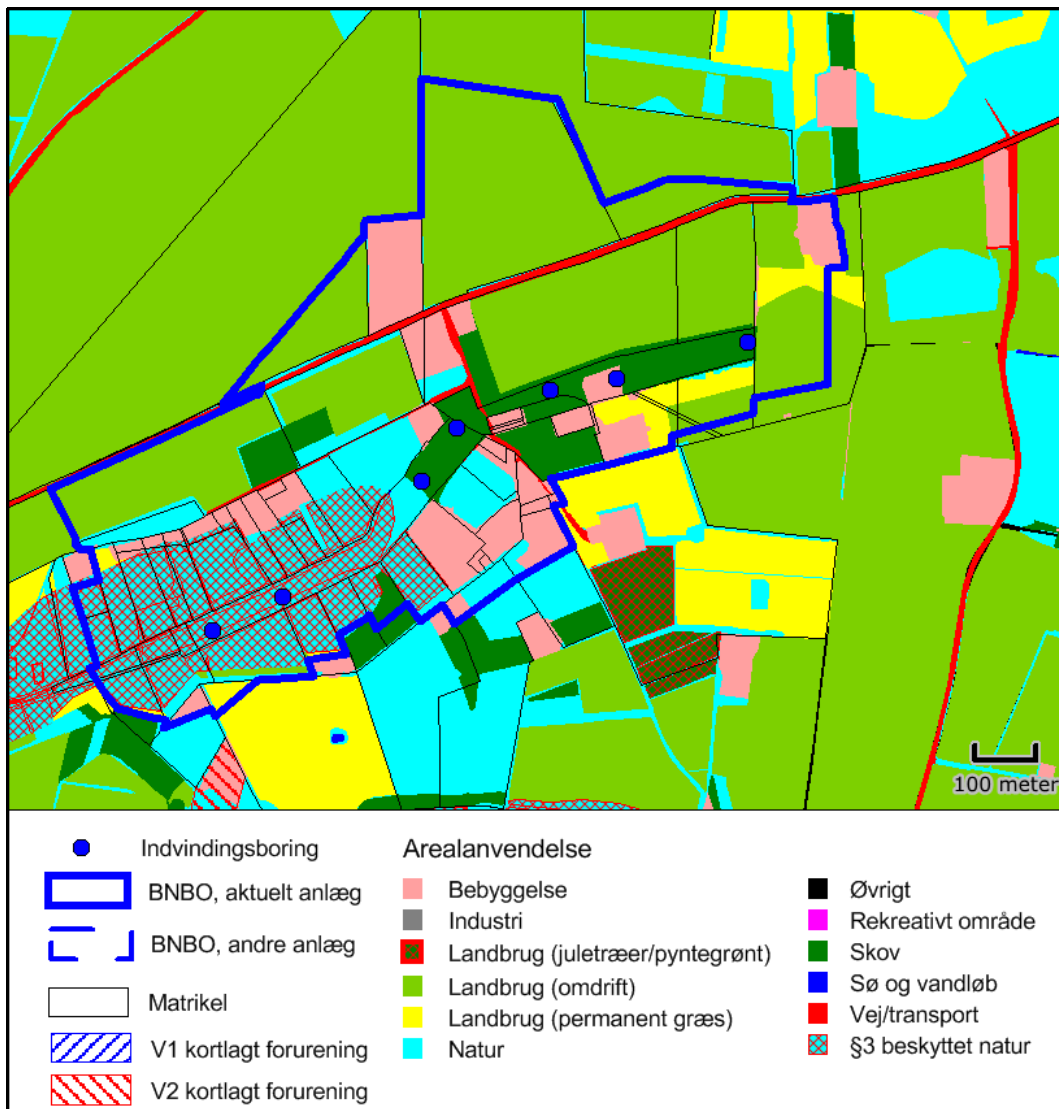 100 meter
Indvindingsboring
BNBO, aktuelt anlæg
BNBO, andre anlæg
Matrikel
V1 kortlagt forurening
V2 kortlagt forurening
Arealanvendelse
Bebyggelse
Industri
Landbrug (juletræer/pyntegrønt)
Landbrug (omdrift)
Landbrug (permanent græs)
Natur
Øvrigt
Rekreativt område
Skov
Sø og vandløb
Vej/transport
§3 beskyttet natur